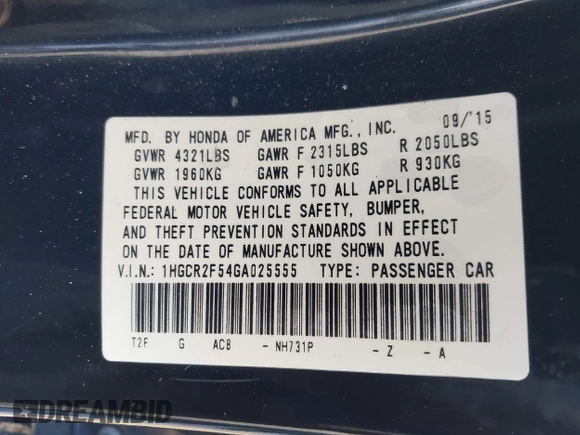 MFD. BY HONDA OF AMERICA MFG., INC. 09/'15
GVWR 4321LBS GAWR F 2315LBS R 2050LBS
GVWR 1960KG GAWR F 1050KG R 930KG
THIS VEHICLE CONFORMS TO ALL APPLICABLE
FEDERAL MOTOR VEHICLE SAFETY, BUMPER,
AND THEFT PREVENTION STANDARDS IN EFFECT
ON THE DATE OF MANUFACTURE SHOWN ABOVE.
V.I.N.: 1HGCR2F54GA025555 TYPE: PASSENGER CAR
T2F G AC8 - NH731P - Z - A
DREAMBID